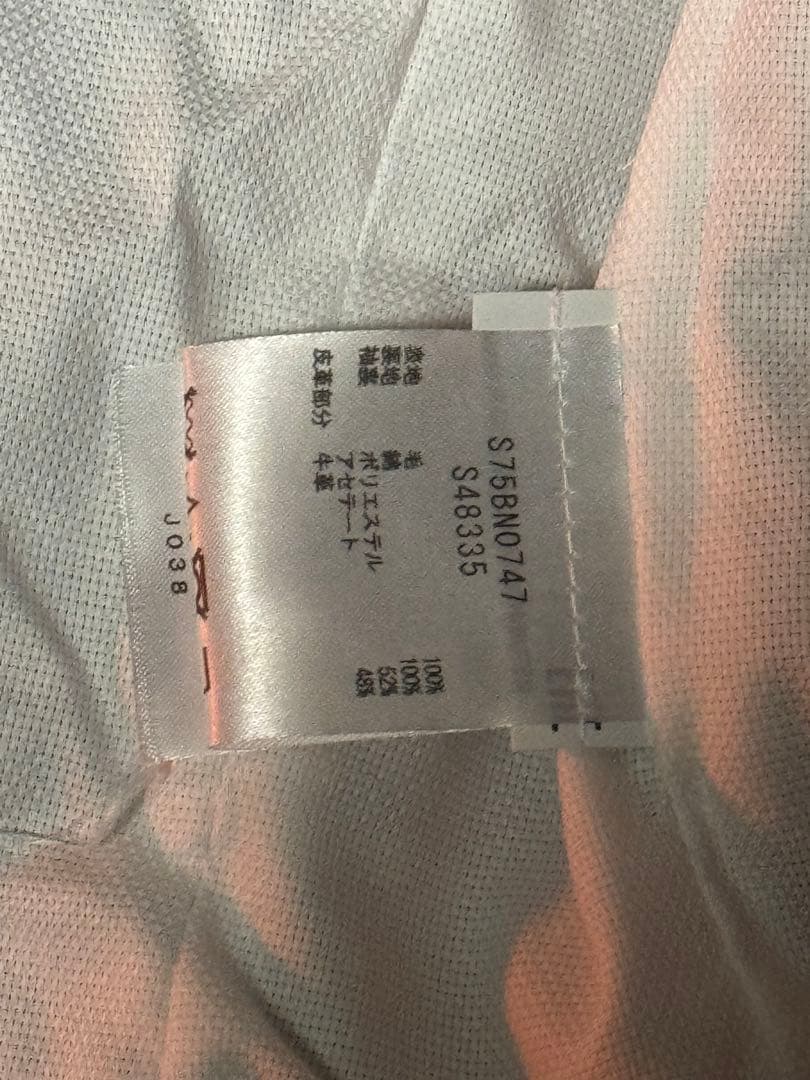 S75BN0747
S48335
表地 毛 100%
裏地 綿 100%
袖裏 ポリエステル 52%
アセテート 48%
皮革部分 牛革
J038